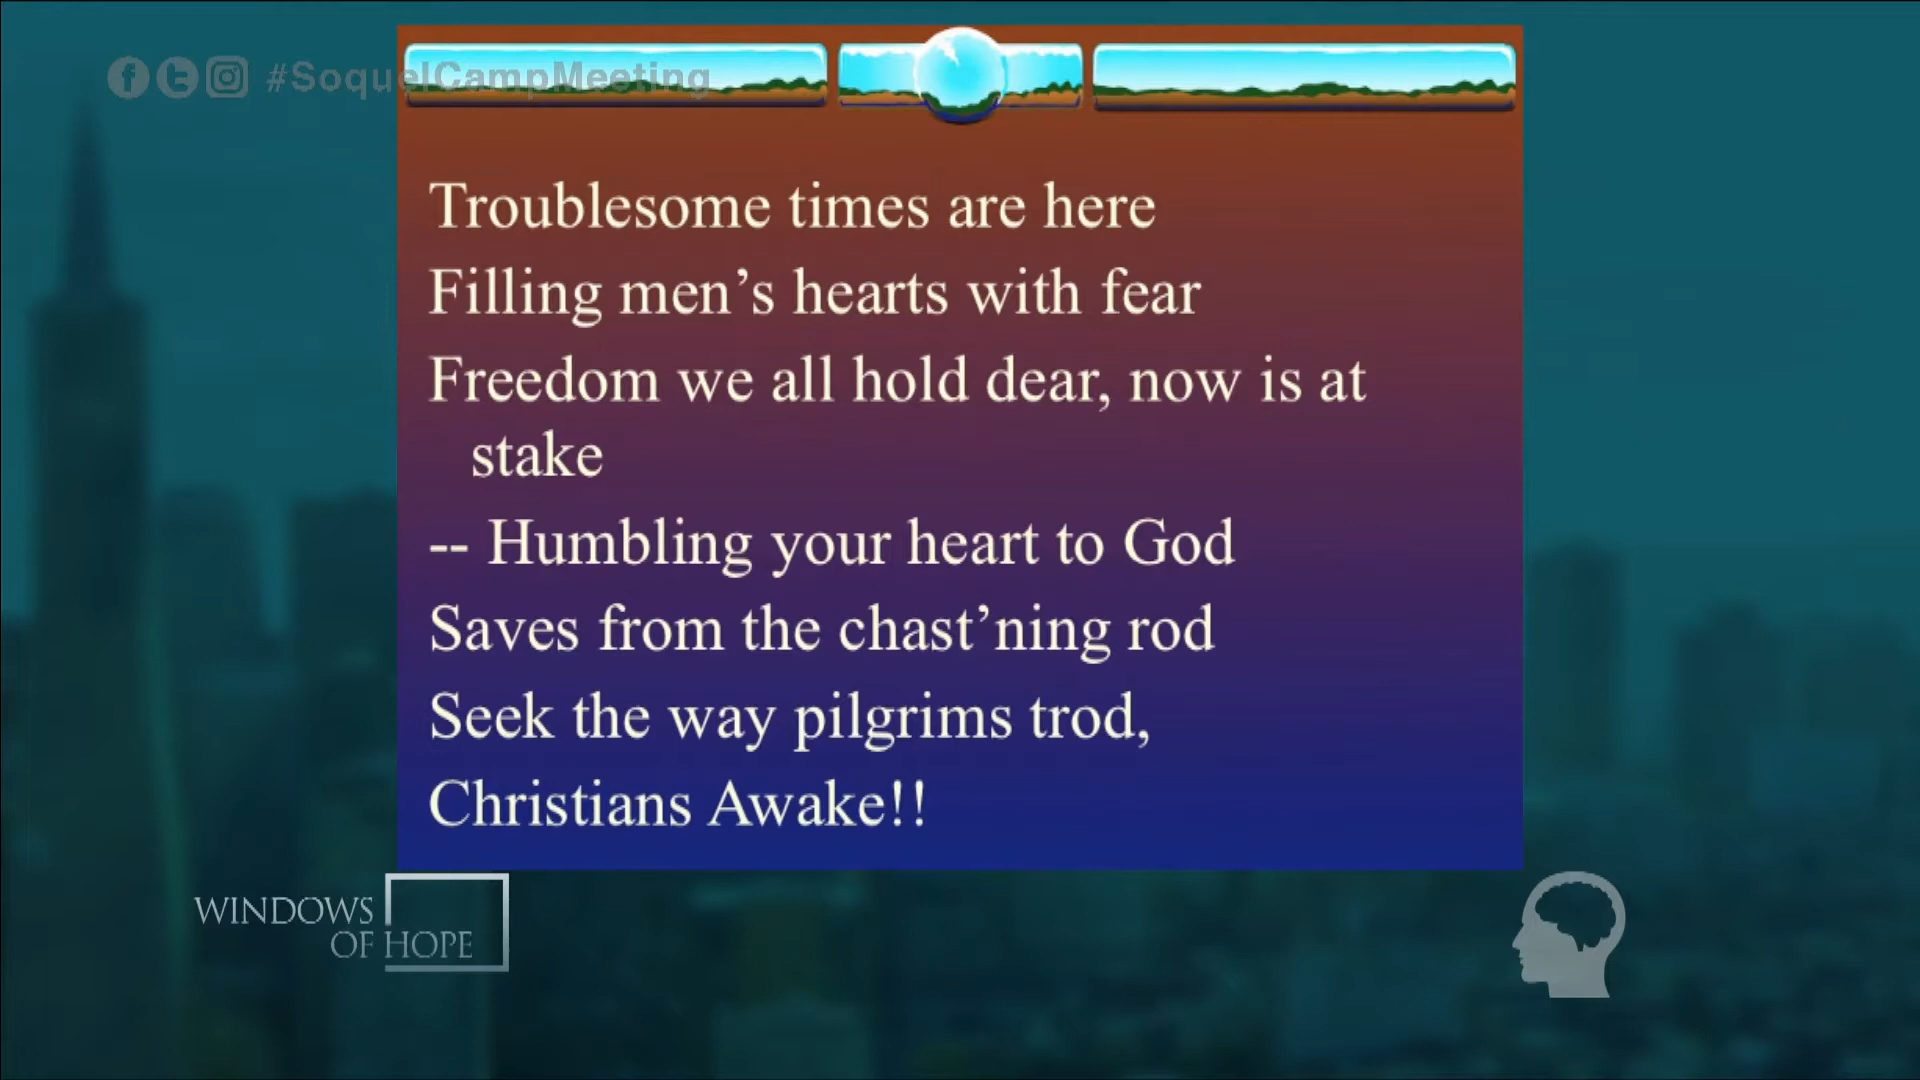 #SoquelCampMeeting
Troublesome times are here
Filling men’s hearts with fear
Freedom we all hold dear, now is at
stake
-- Humbling your heart to God
Saves from the chast’ning rod
Seek the way pilgrims trod,
Christians Awake!!
WINDOWS
OF HOPE